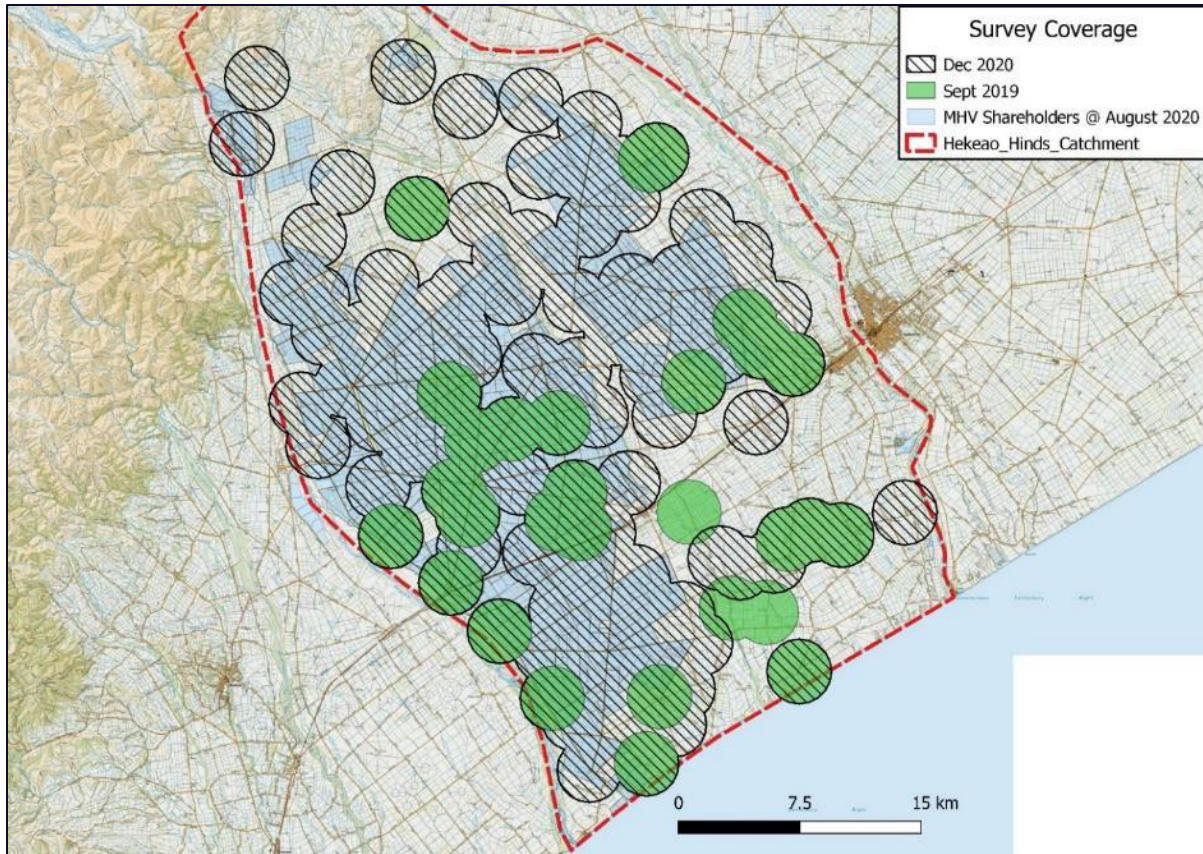 Survey Coverage
Dec 2020
Sept 2019
MHV Shareholders @ August 2020
Hekeao_Hinds_Catchment
0
7.5
15 km